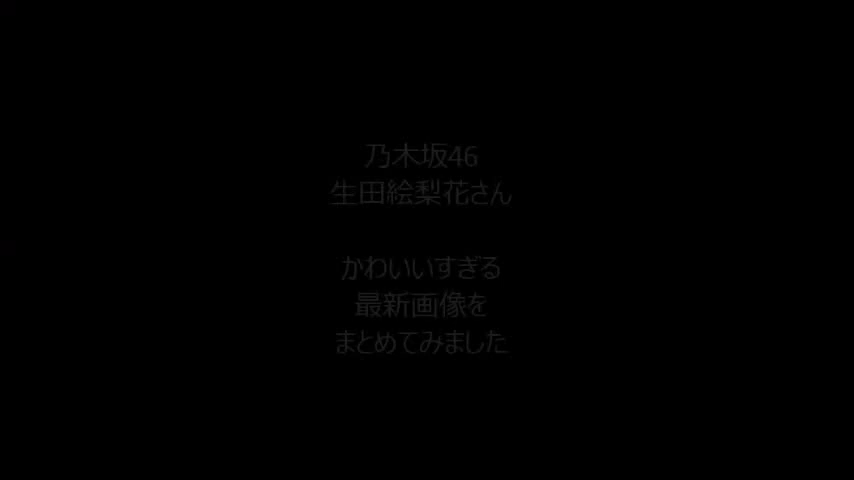 乃木坂46
生田絵梨花さん
かわいいすぎる
最新画像を
まとめてみました